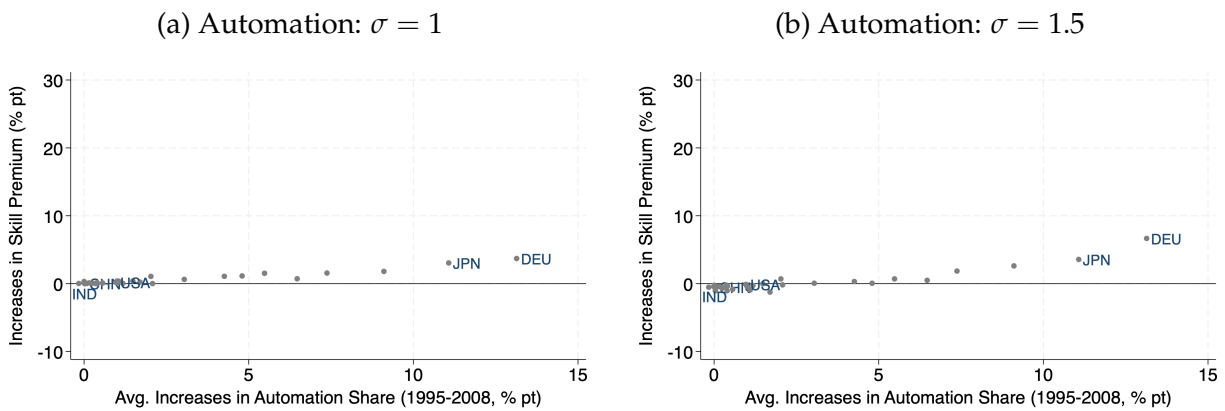 (a) Automation: σ = 1
(b) Automation: σ = 1.5
Increases in Skill Premium (% pt)
30
20
10
0
-10
JPN
DEU
CHN
USA
IND
0
5
10
15
Avg. Increases in Automation Share (1995-2008, % pt)
Increases in Skill Premium (% pt)
30
20
10
0
-10
DEU
JPN
CHN
USA
IND
0
5
10
15
Avg. Increases in Automation Share (1995-2008, % pt)